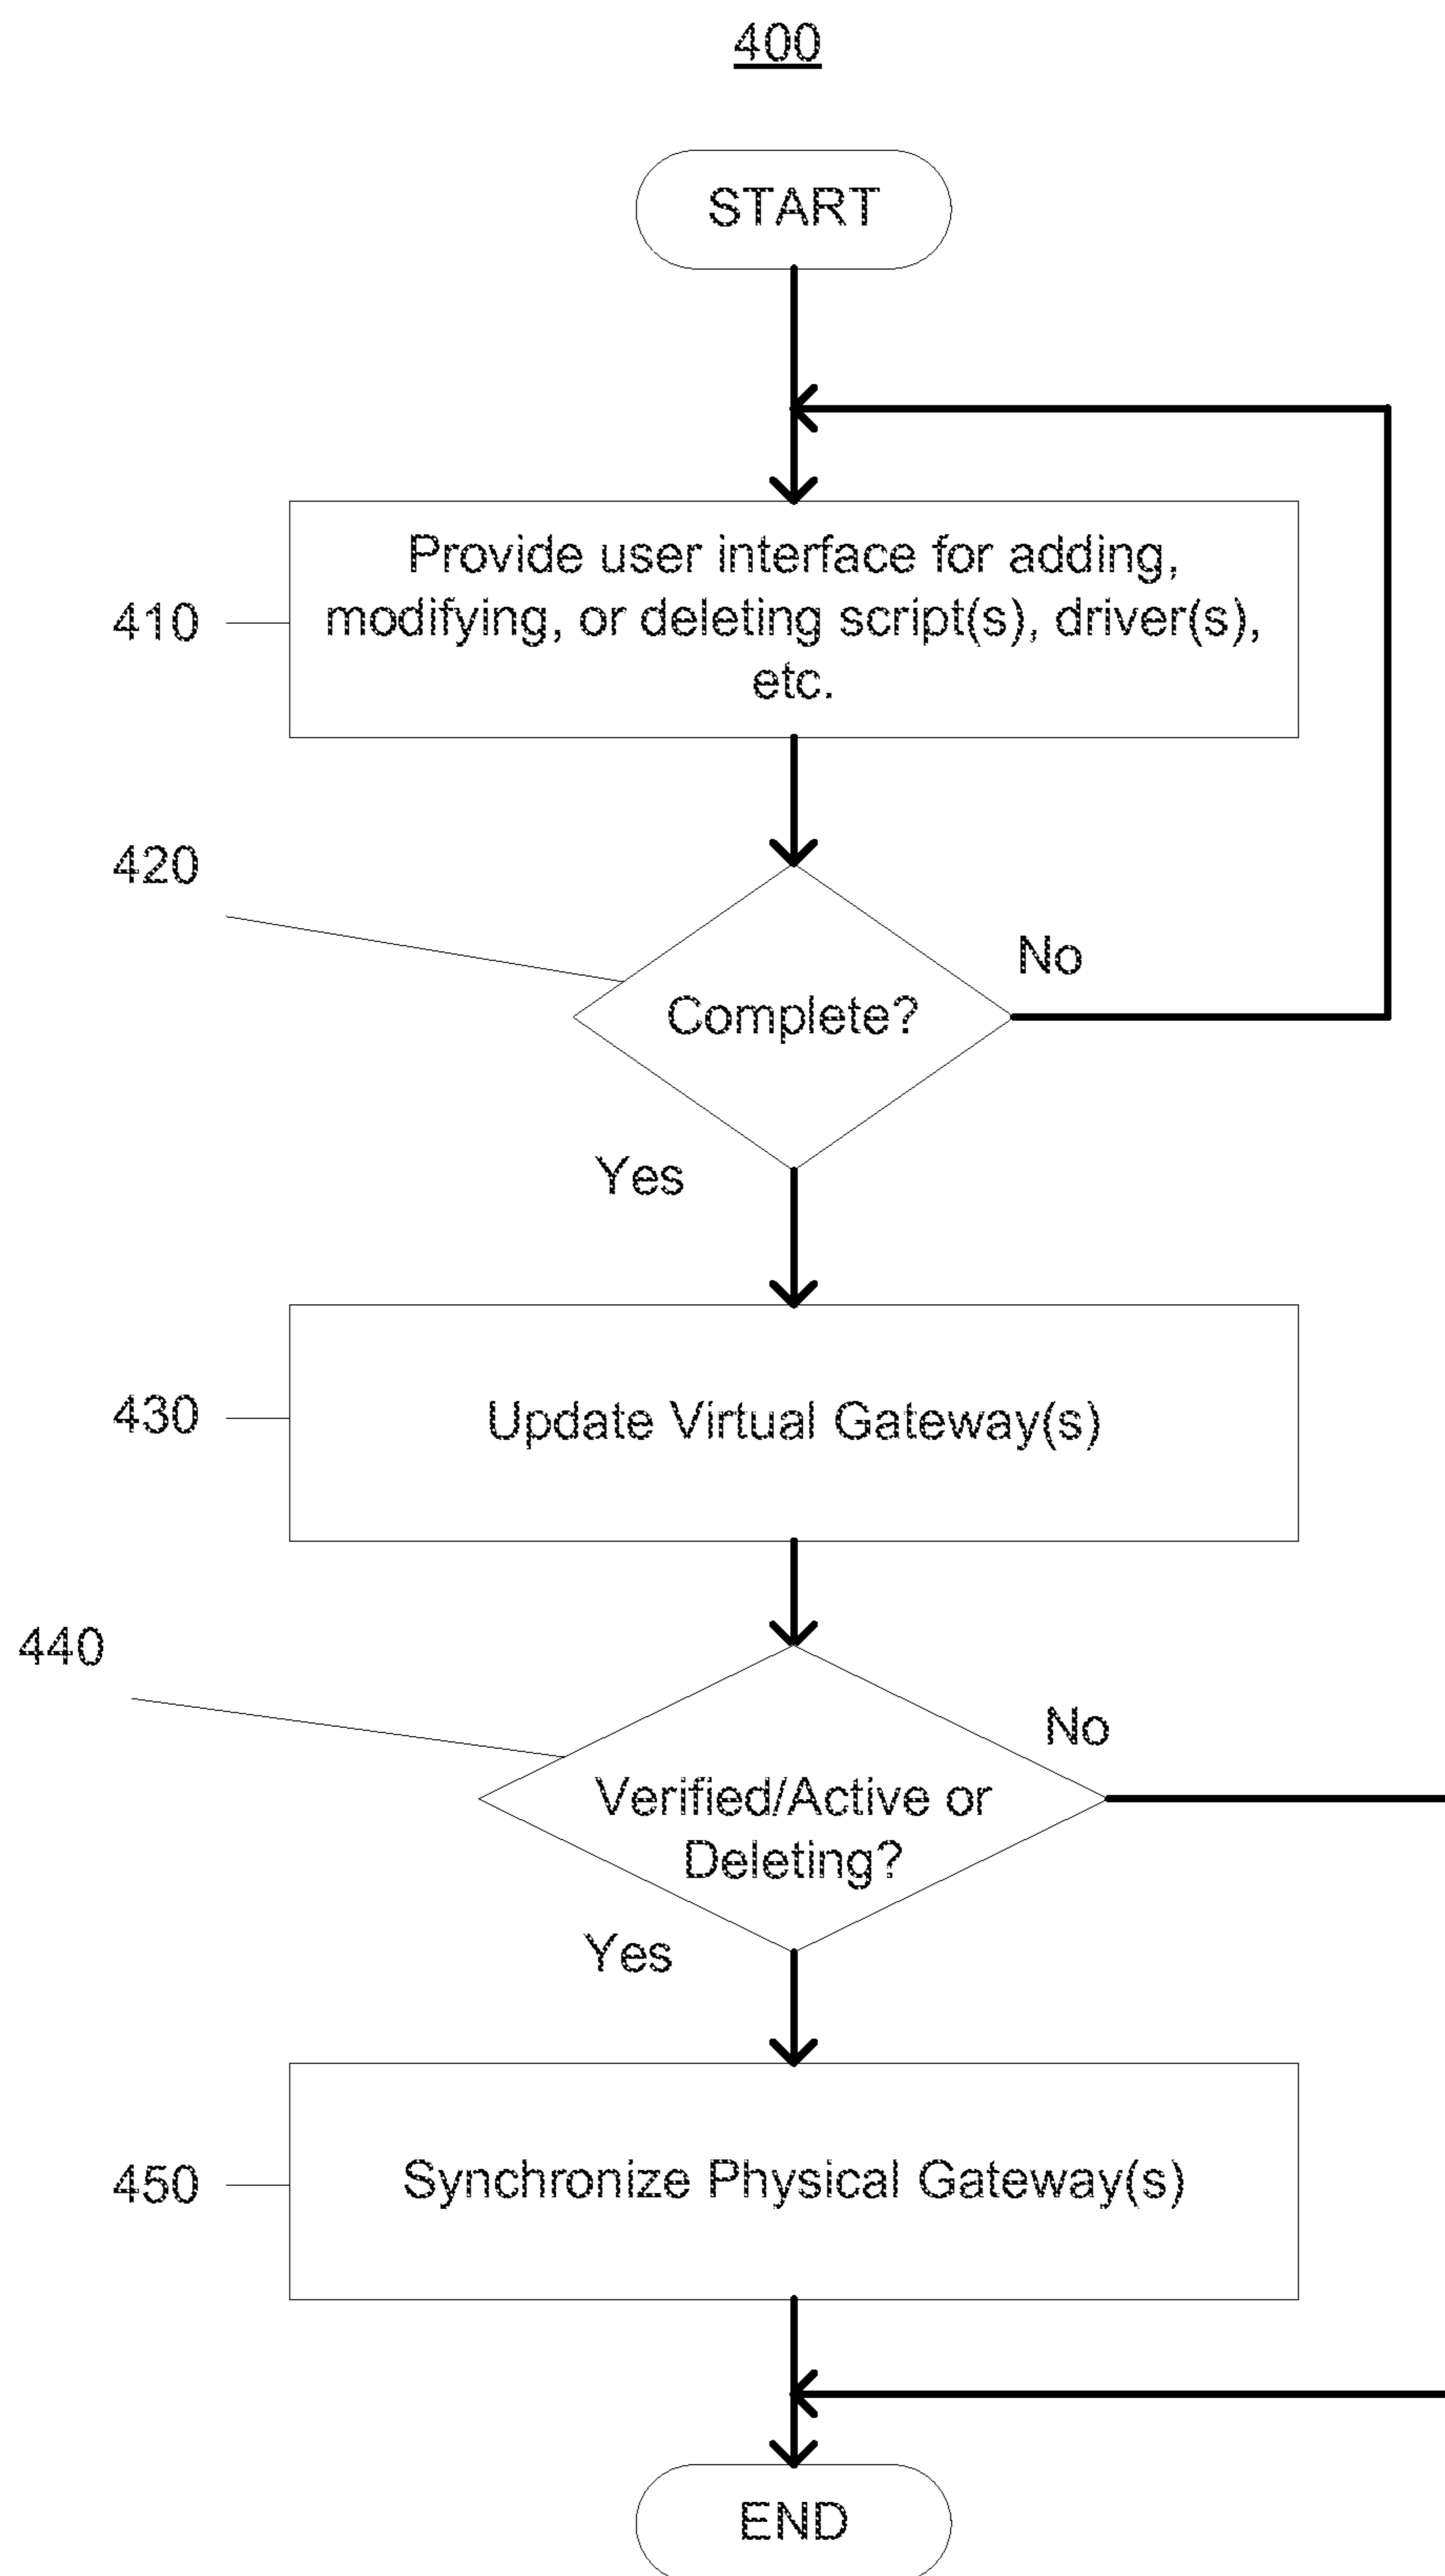 400
START
410
Provide user interface for adding,
modifying, or deleting script(s), driver(s),
etc.
420
Complete?
No
Yes
430
Update Virtual Gateway(s)
440
Verified/Active or
Deleting?
No
Yes
450
Synchronize Physical Gateway(s)
END